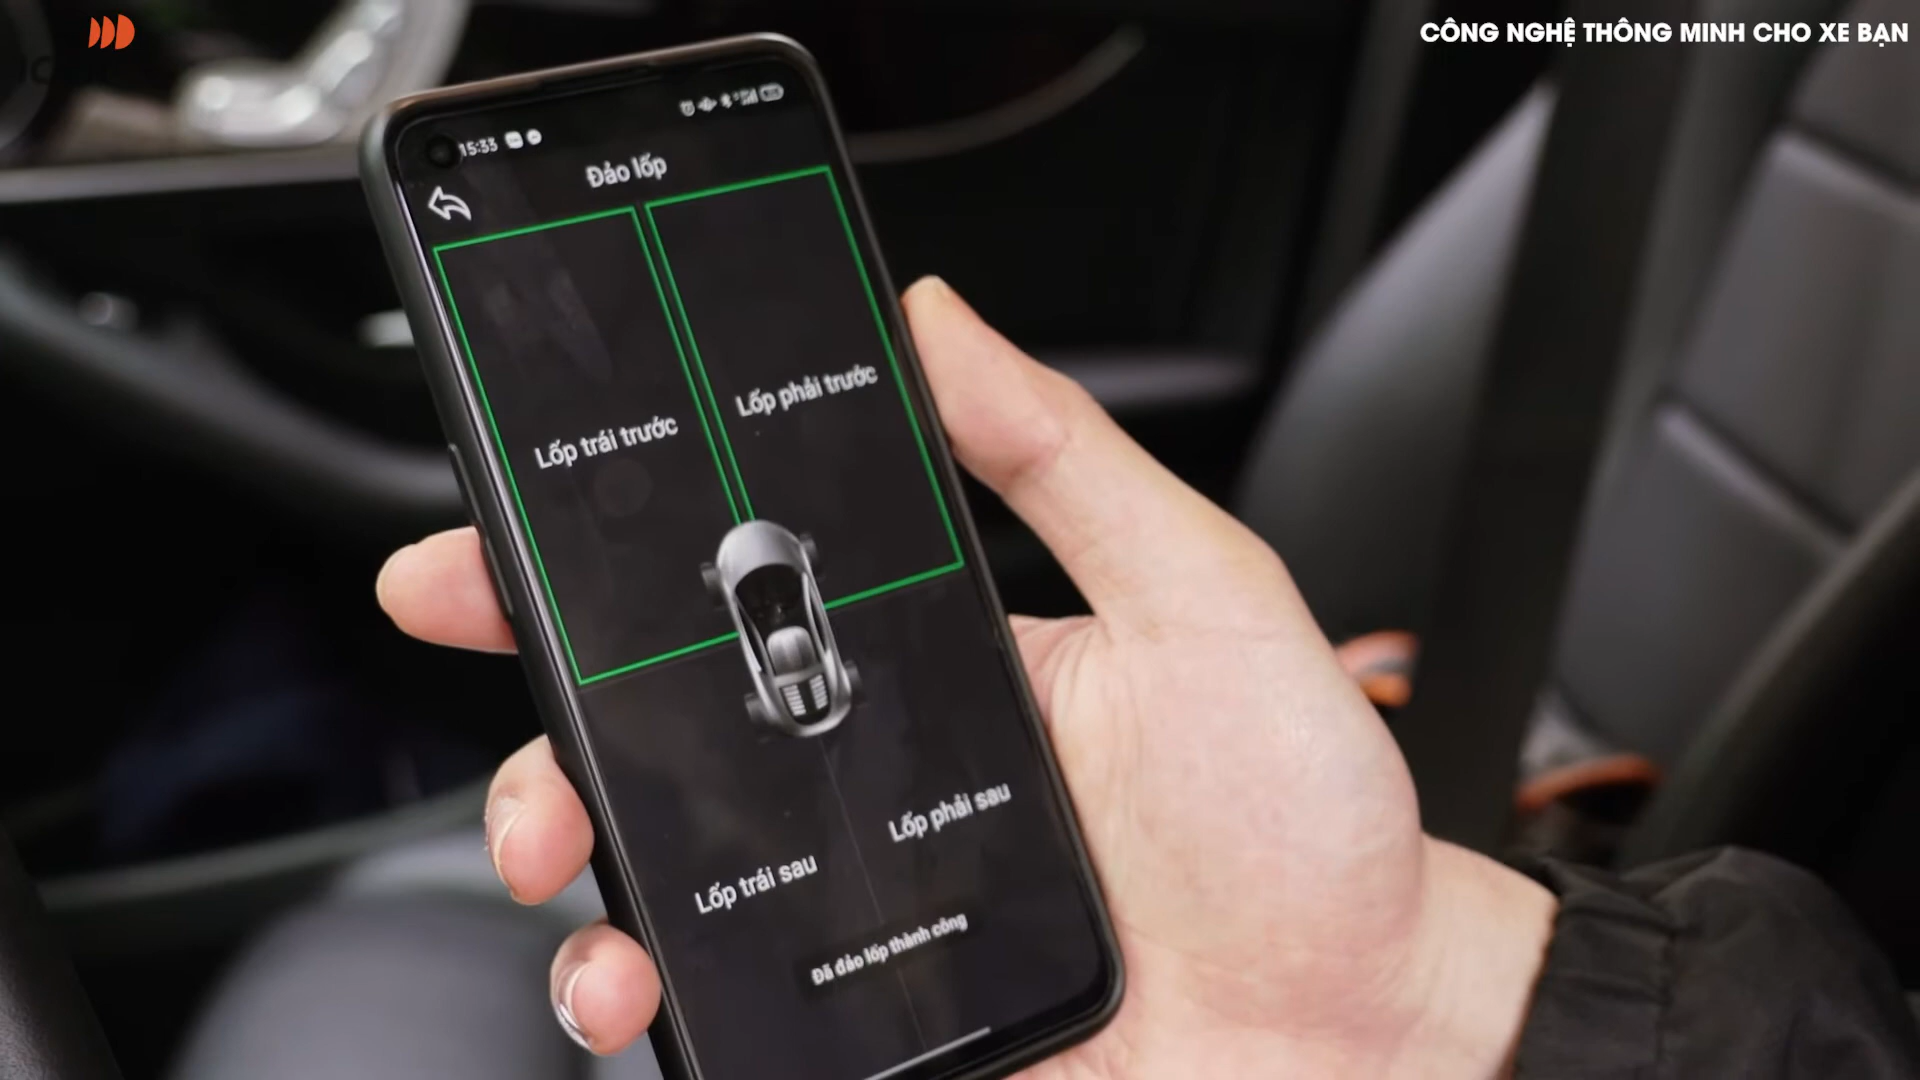 CÔNG NGHỆ THÔNG MINH CHO XE BẠN
15:33
Đảo lốp
Lốp trái trước
Lốp phải trước
Lốp trái sau
Lốp phải sau
Đã đảo lốp thành công